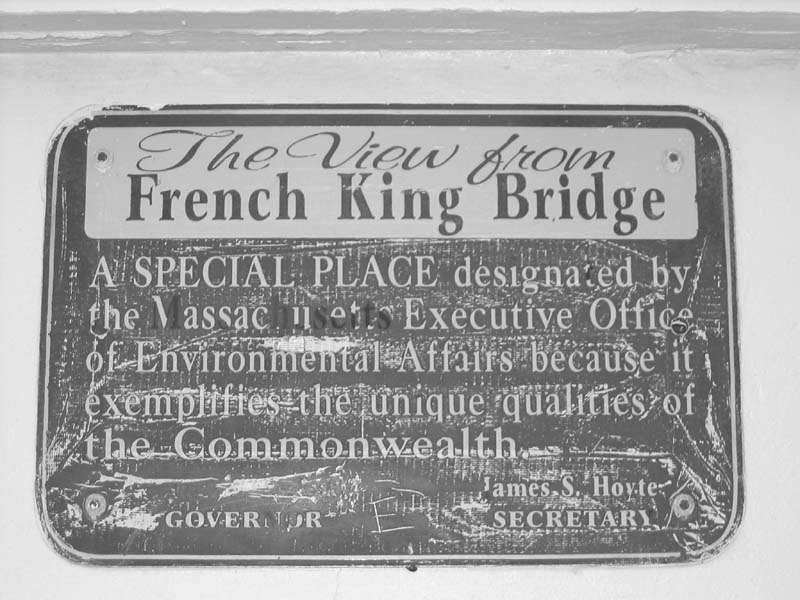 The View from
French King Bridge
A SPECIAL PLACE designated by
the Massachusetts Executive Office
of Environmental Affairs because it
exemplifies the unique qualities of
the Commonwealth.
James S. Hoyte
GOVERNOR SECRETARY